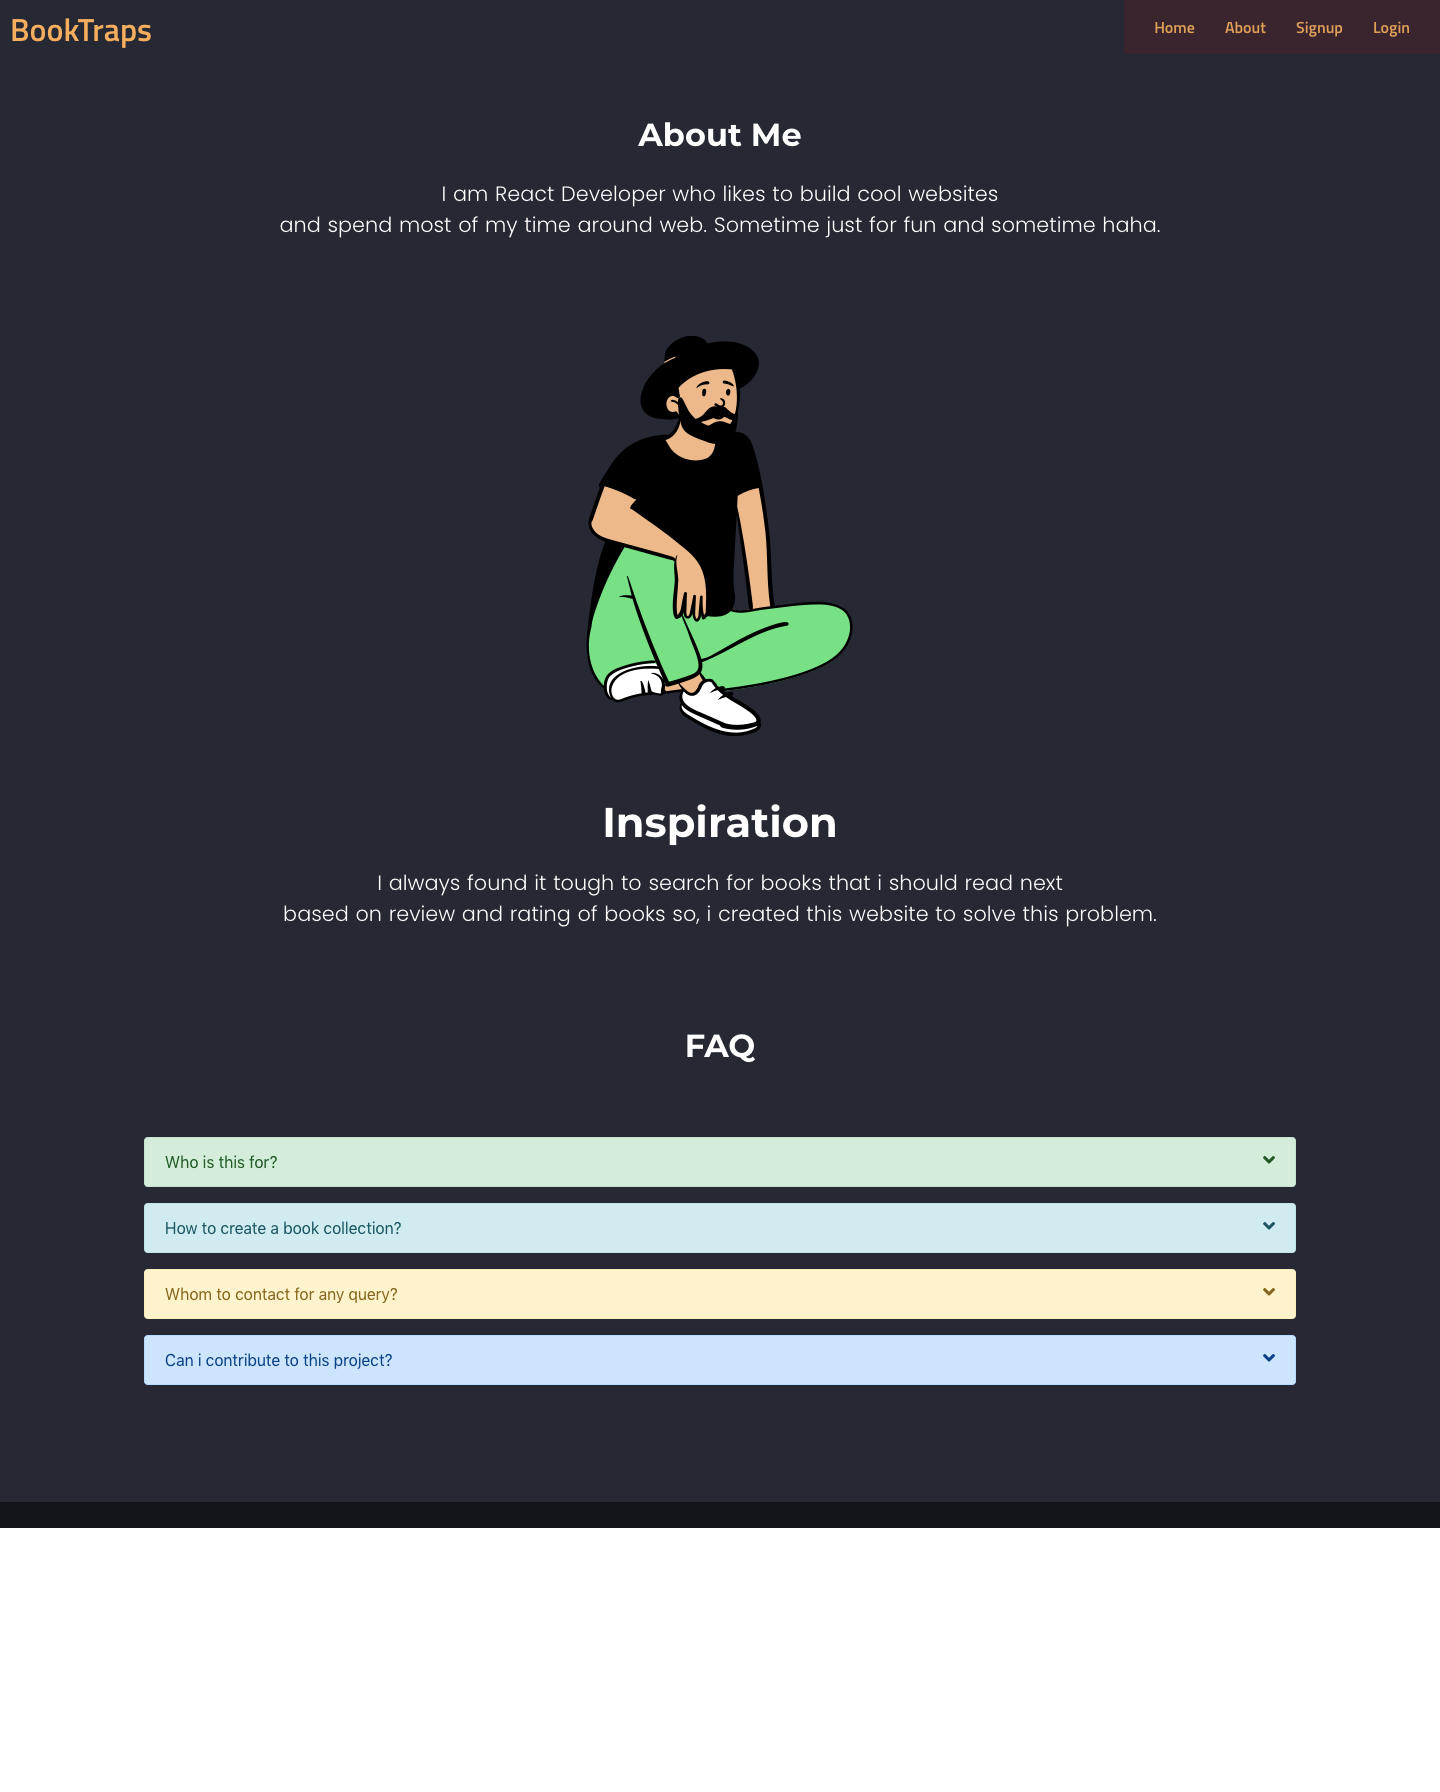 BookTraps
Home About Signup Login
About Me
I am React Developer who likes to build cool websites
and spend most of my time around web. Sometime just for fun and sometime haha.
Inspiration
I always found it tough to search for books that i should read next
based on review and rating of books so, i created this website to solve this problem.
FAQ
Who is this for?
How to create a book collection?
Whom to contact for any query?
Can i contribute to this project?